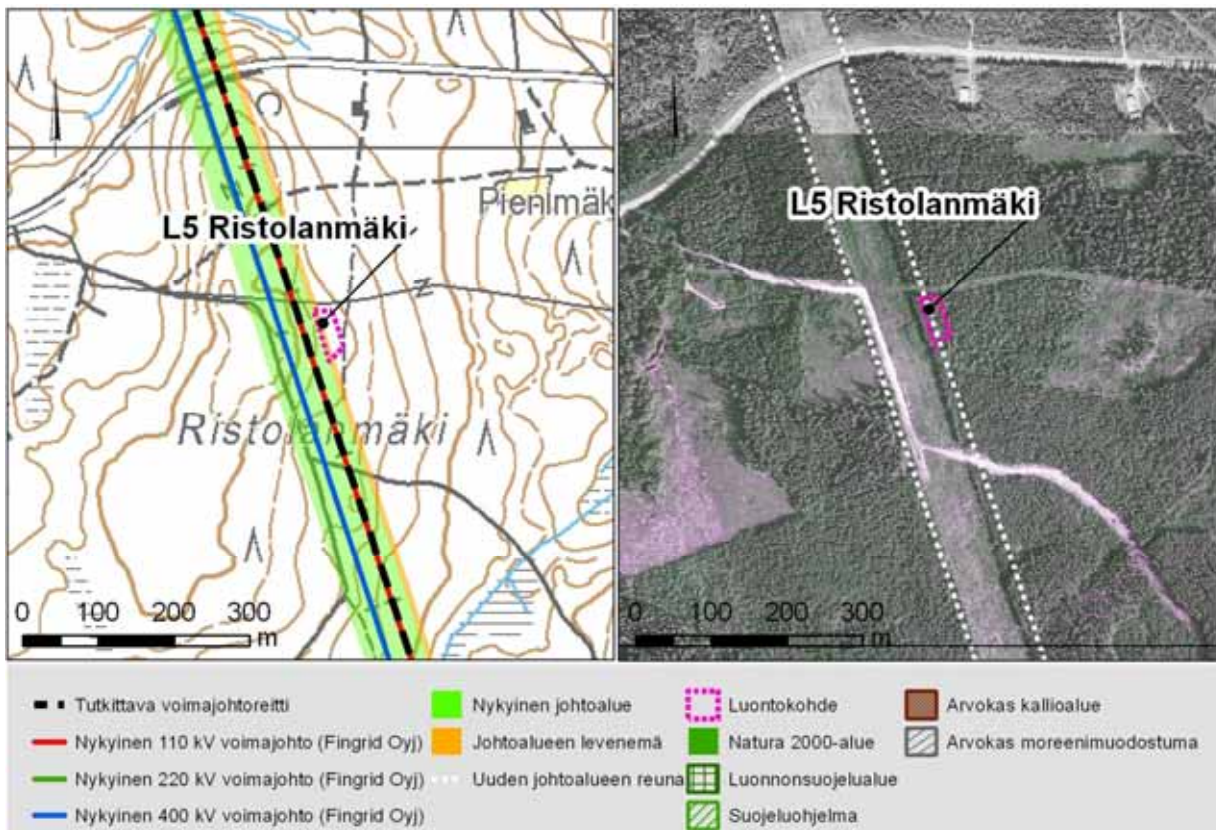 Pienimäk
L5 Ristolanmäki
Ristolanmäki
0 100 200 300
m
L5 Ristolanmäki
0 100 200 300
m
Tutkittava voimajohtoreitti
Nykyinen 110 kV voimajohto (Fingrid Oyj)
Nykyinen 220 kV voimajohto (Fingrid Oyj)
Nykyinen 400 kV voimajohto (Fingrid Oyj)
Nykyinen johtoalue
Johtoalueen levenemä
Uuden johtoalueen reuna
Luontokohde
Natura 2000-alue
Luonnonsuojelualue
Suojeluohjelma
Arvokas kallioalue
Arvokas moreenimuodostuma